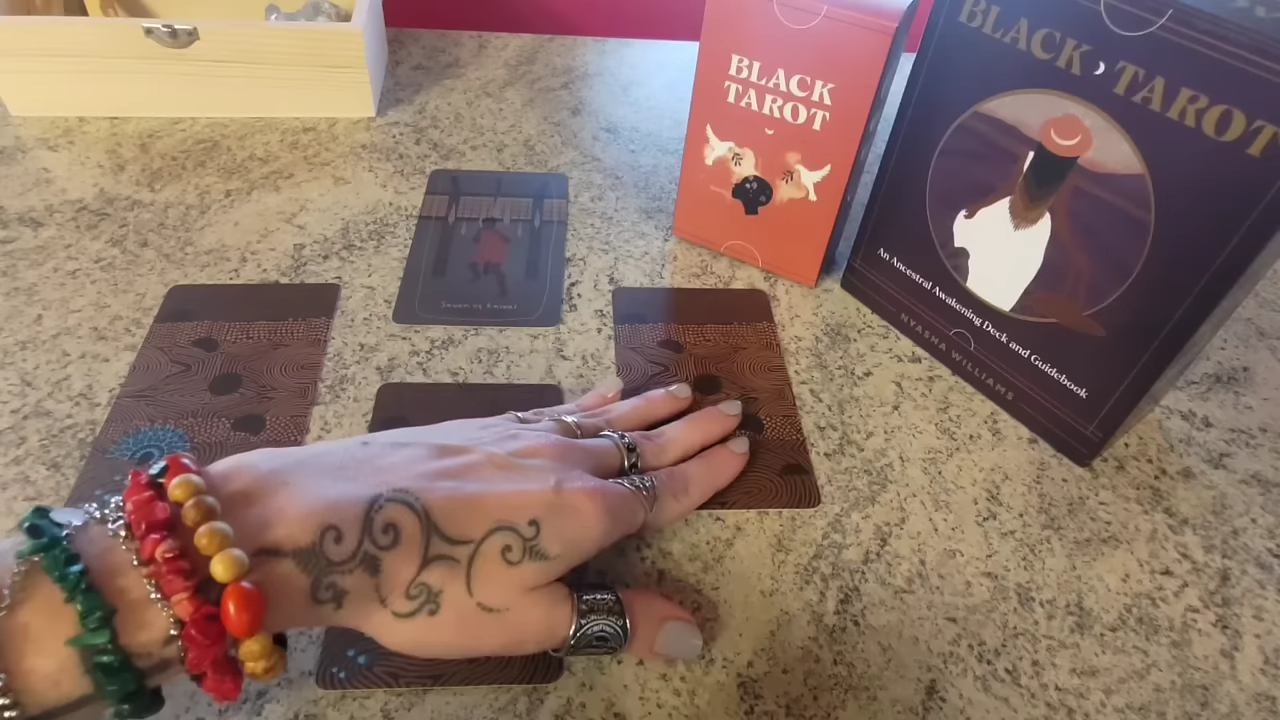 BLACK
TAROT
BLACK TAROT
An Ancestral Awakening Deck and Guidebook
NYASHA WILLIAMS
Seven of Knives